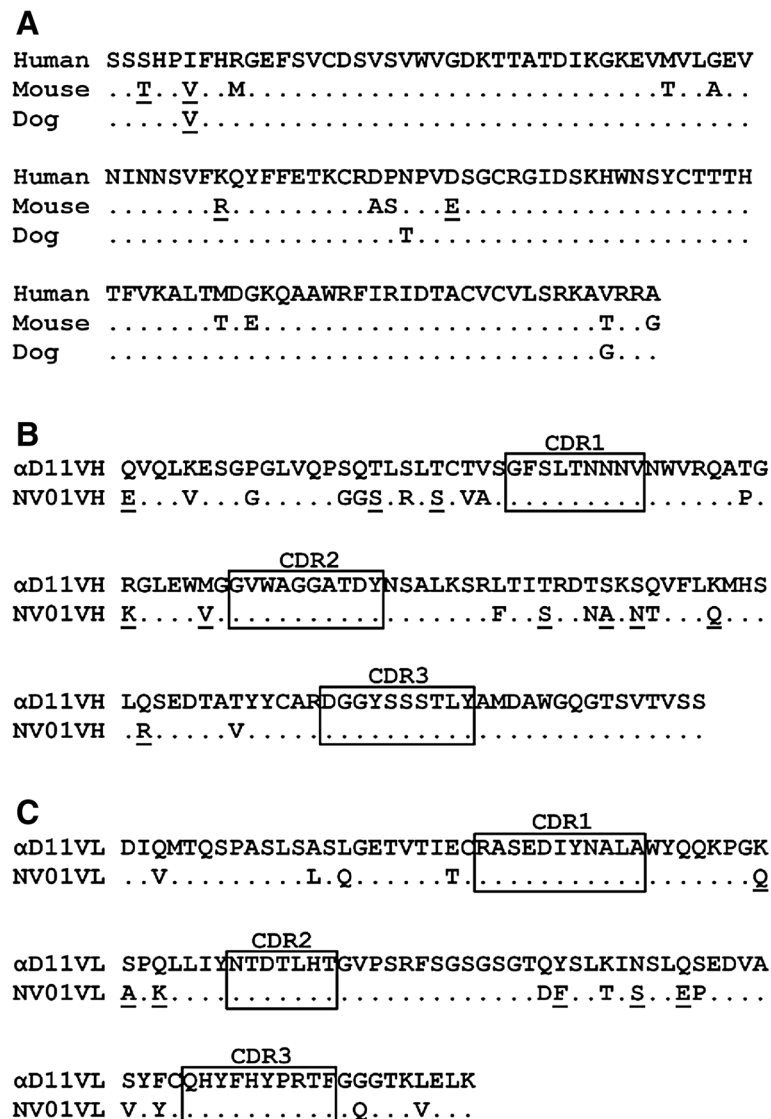 A
Human SSSHPIFHRGEFSVCDSVSVWVGDKTTATDIKGKEVMVLGEV
Mouse ..T..V..M...........................T..A..
Dog .....V....................................
Human NINNSVFKQYFFETKCRDPNPVDSGCRGIDSKHWNSYCTTTH
Mouse .......R.........AS...E...................
Dog ...................T......................
Human TFVKALTMDGKQAAWRFIRIDTACVCVLSRKAVRRA
Mouse .......T.E......................T..G
Dog ................................G...
B
CDR1
αD11VH QVQLKESGPGLVQPSQTLSLTCTVSGFSLTNNNVNWVRQATG
NV01VH E...V...G.....GGS.R.S.VA................P.
CDR2
αD11VH RGLEWMGGVWAGGATDYNSALKSRLTITRDTSKSQVFLKMHS
NV01VH K....V..................F..S..NA.NT...Q...
CDR3
αD11VH LQSEDTATYYCARDGGYSSSTLYAMDAWGQGTSVTVSS
NV01VH .R.....V..............................
C
CDR1
αD11VL DIQMTQSPASLSASLGETVTIECRASEDIYNALAWYQQKPGK
NV01VL ..V.........L.Q......T...................Q
CDR2
αD11VL SPQLLIYNTDTLHTGVPSRFSGSGSGTQYSLKINSLQSEDVA
NV01VL A.K........................DF..T.S..EP....
CDR3
αD11VL SYFCQHYFHYPRTFGGGTKLELK
NV01VL V.Y............Q...V...